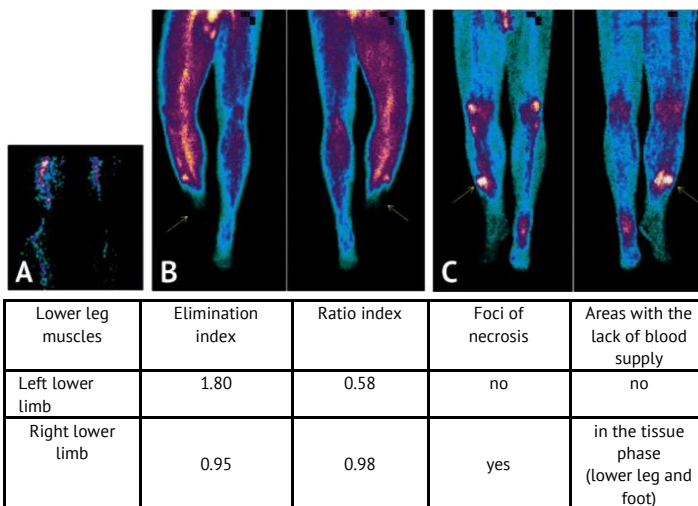 A
B
C
Lower leg
muscles
Elimination
index
Ratio index
Foci of
necrosis
Areas with the
lack of blood
supply
Left lower
limb
1.80
0.58
no
no
Right lower
limb
0.95
0.98
yes
in the tissue
phase
(lower leg and
foot)